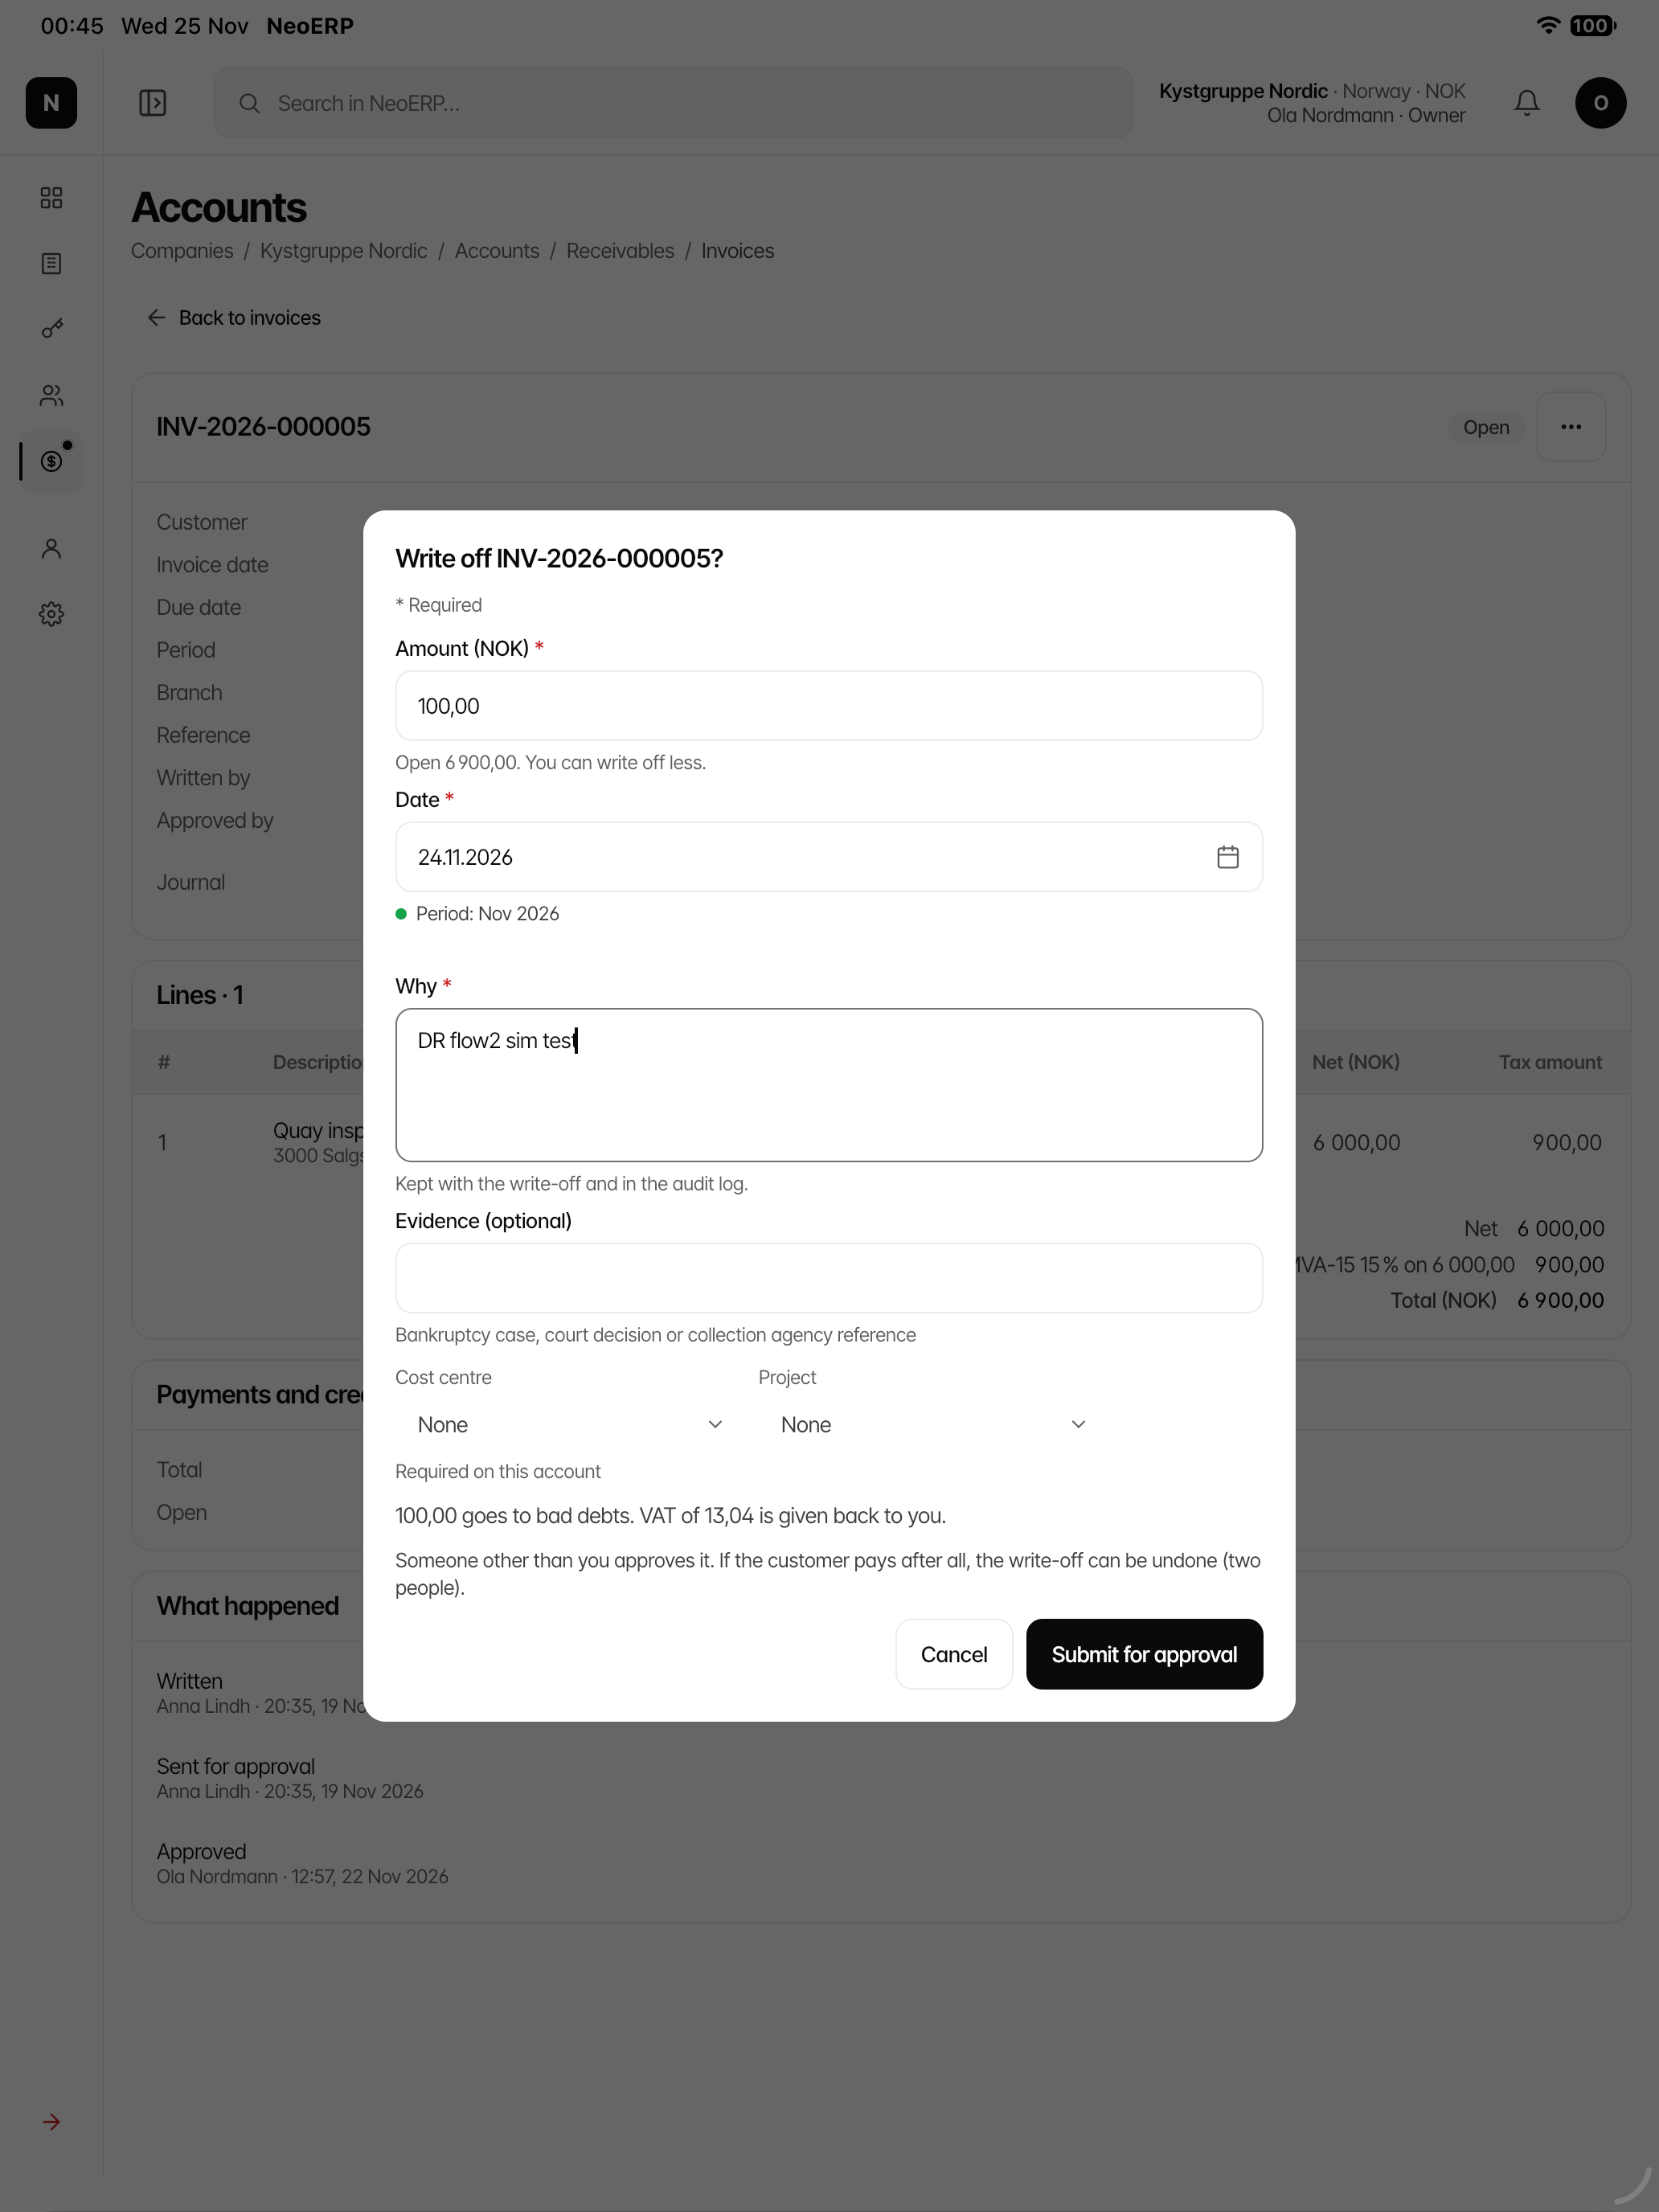 00:45 Wed 25 Nov NeoERP
100
N
Search in NeoERP...
Kystgruppe Nordic · Norway · NOK
Ola Nordmann · Owner
O
Accounts
Companies / Kystgruppe Nordic / Accounts / Receivables / Invoices
Back to invoices
INV-2026-000005
Open
Customer
Invoice date
Due date
Period
Branch
Reference
Written by
Approved by
Journal
Write off INV-2026-000005?
* Required
Amount (NOK) *
100,00
Open 6 900,00. You can write off less.
Date *
24.11.2026
Period: Nov 2026
Why *
DR flow2 sim test
Kept with the write-off and in the audit log.
Evidence (optional)
Bankruptcy case, court decision or collection agency reference
Cost centre Project
None None
Required on this account
100,00 goes to bad debts. VAT of 13,04 is given back to you.
Someone other than you approves it. If the customer pays after all, the write-off can be undone (two
people).
Cancel Submit for approval
Lines · 1
# Net (NOK) Tax amount
1 Quay 6 000,00 900,00
3000
Net 6 000,00
15 % on 6 000,00 900,00
Total (NOK) 6 900,00
Payments and
Total
Open
What happened
Written
Anna Lindh · 20:35, 19
Sent for approval
Anna Lindh · 20:35, 19 Nov 2026
Approved
Ola Nordmann · 12:57, 22 Nov 2026